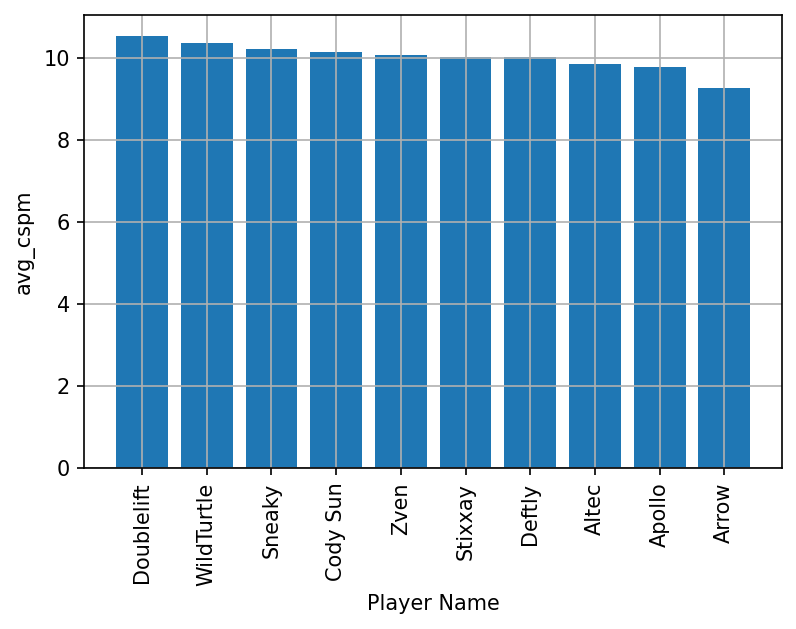 10
8
6
4
2
0
avg_cspm
Doublelift
WildTurtle
Sneaky
Cody Sun
Zven
Stixxay
Deftly
Altec
Apollo
Arrow
Player Name